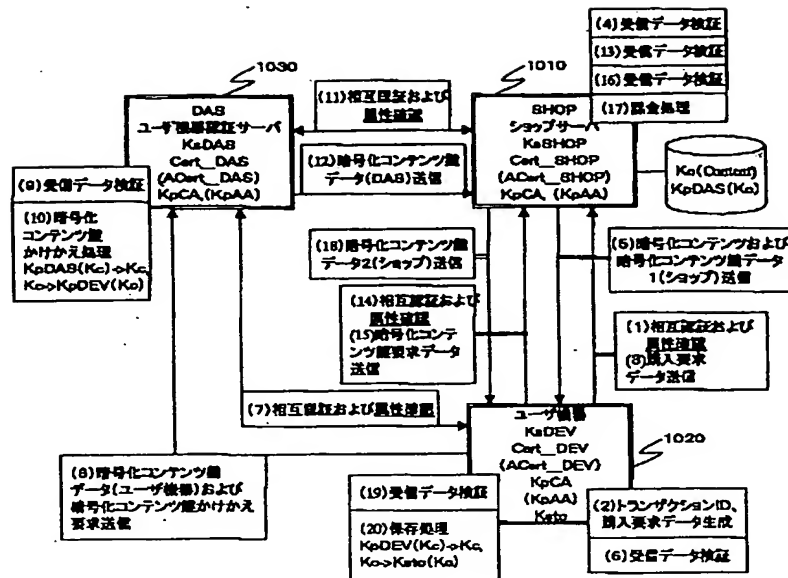 (4)受信データ検証
(13)受信データ検証
(16)受信データ検証
(17)課金処理
1030
1010
DAS
ユーザ機器認証サーバ
KsDAS
Cert__DAS
(ACert__DAS)
KpCA,(KpAA)
(11)相互認証および
属性確認
(12)暗号化コンテンツ鍵
データ(DAS)送信
SHOP
ショップサーバ
KsSHOP
Cert__SHOP
(ACert__SHOP)
KpCA, (KpAA)
Kc(Content)
KpDAS(Kc)
(9)受信データ検証
(10)暗号化
コンテンツ鍵
かけかえ処理
KpDAS(Kc)->Kc,
Kc->KpDEV(Kc)
(18)暗号化コンテンツ鍵
データ2(ショップ)送信
(5)暗号化コンテンツおよび
暗号化コンテンツ鍵データ
1(ショップ)送信
(14)相互認証および
属性確認
(15)暗号化コンテ
ンツ鍵要求データ
送信
(1)相互認証および
属性確認
(3)購入要求
データ送信
(7)相互認証および属性確認
ユーザ機器
KsDEV
Cert__DEV
(ACert__DEV)
KpCA
(KpAA)
Ksto
1020
(8)暗号化コンテンツ鍵
データ(ユーザ機器)および
暗号化コンテンツ鍵かけかえ
要求送信
(19)受信データ検証
(20)保存処理
KpDEV(Kc)->Kc,
Kc->Ksto(Kc)
(2)トランザクションID、
購入要求データ生成
(6)受信データ検証